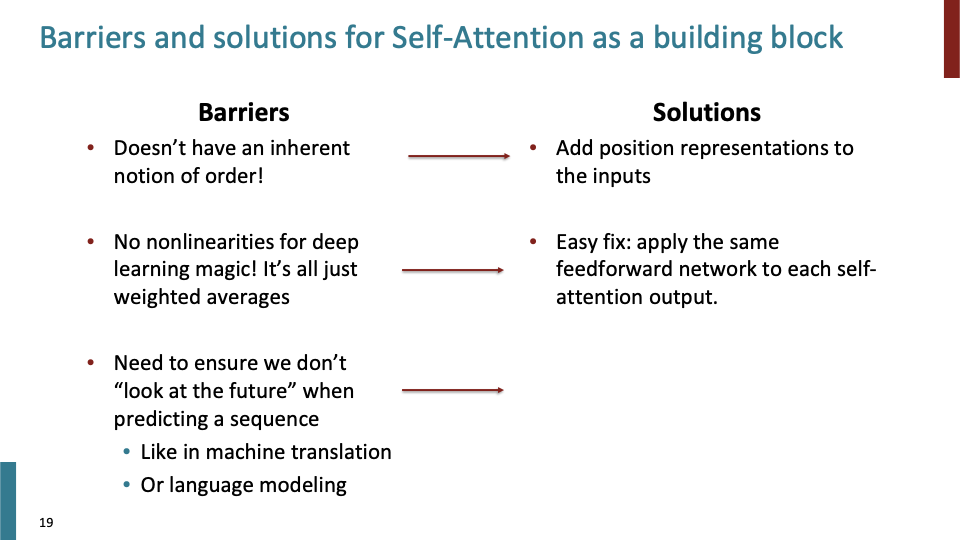 Barriers and solutions for Self-Attention as a building block
Barriers
• Doesn’t have an inherent
notion of order!
• No nonlinearities for deep
learning magic! It’s all just
weighted averages
• Need to ensure we don’t
“look at the future” when
predicting a sequence
• Like in machine translation
• Or language modeling
Solutions
• Add position representations to
the inputs
• Easy fix: apply the same
feedforward network to each self-
attention output.
19